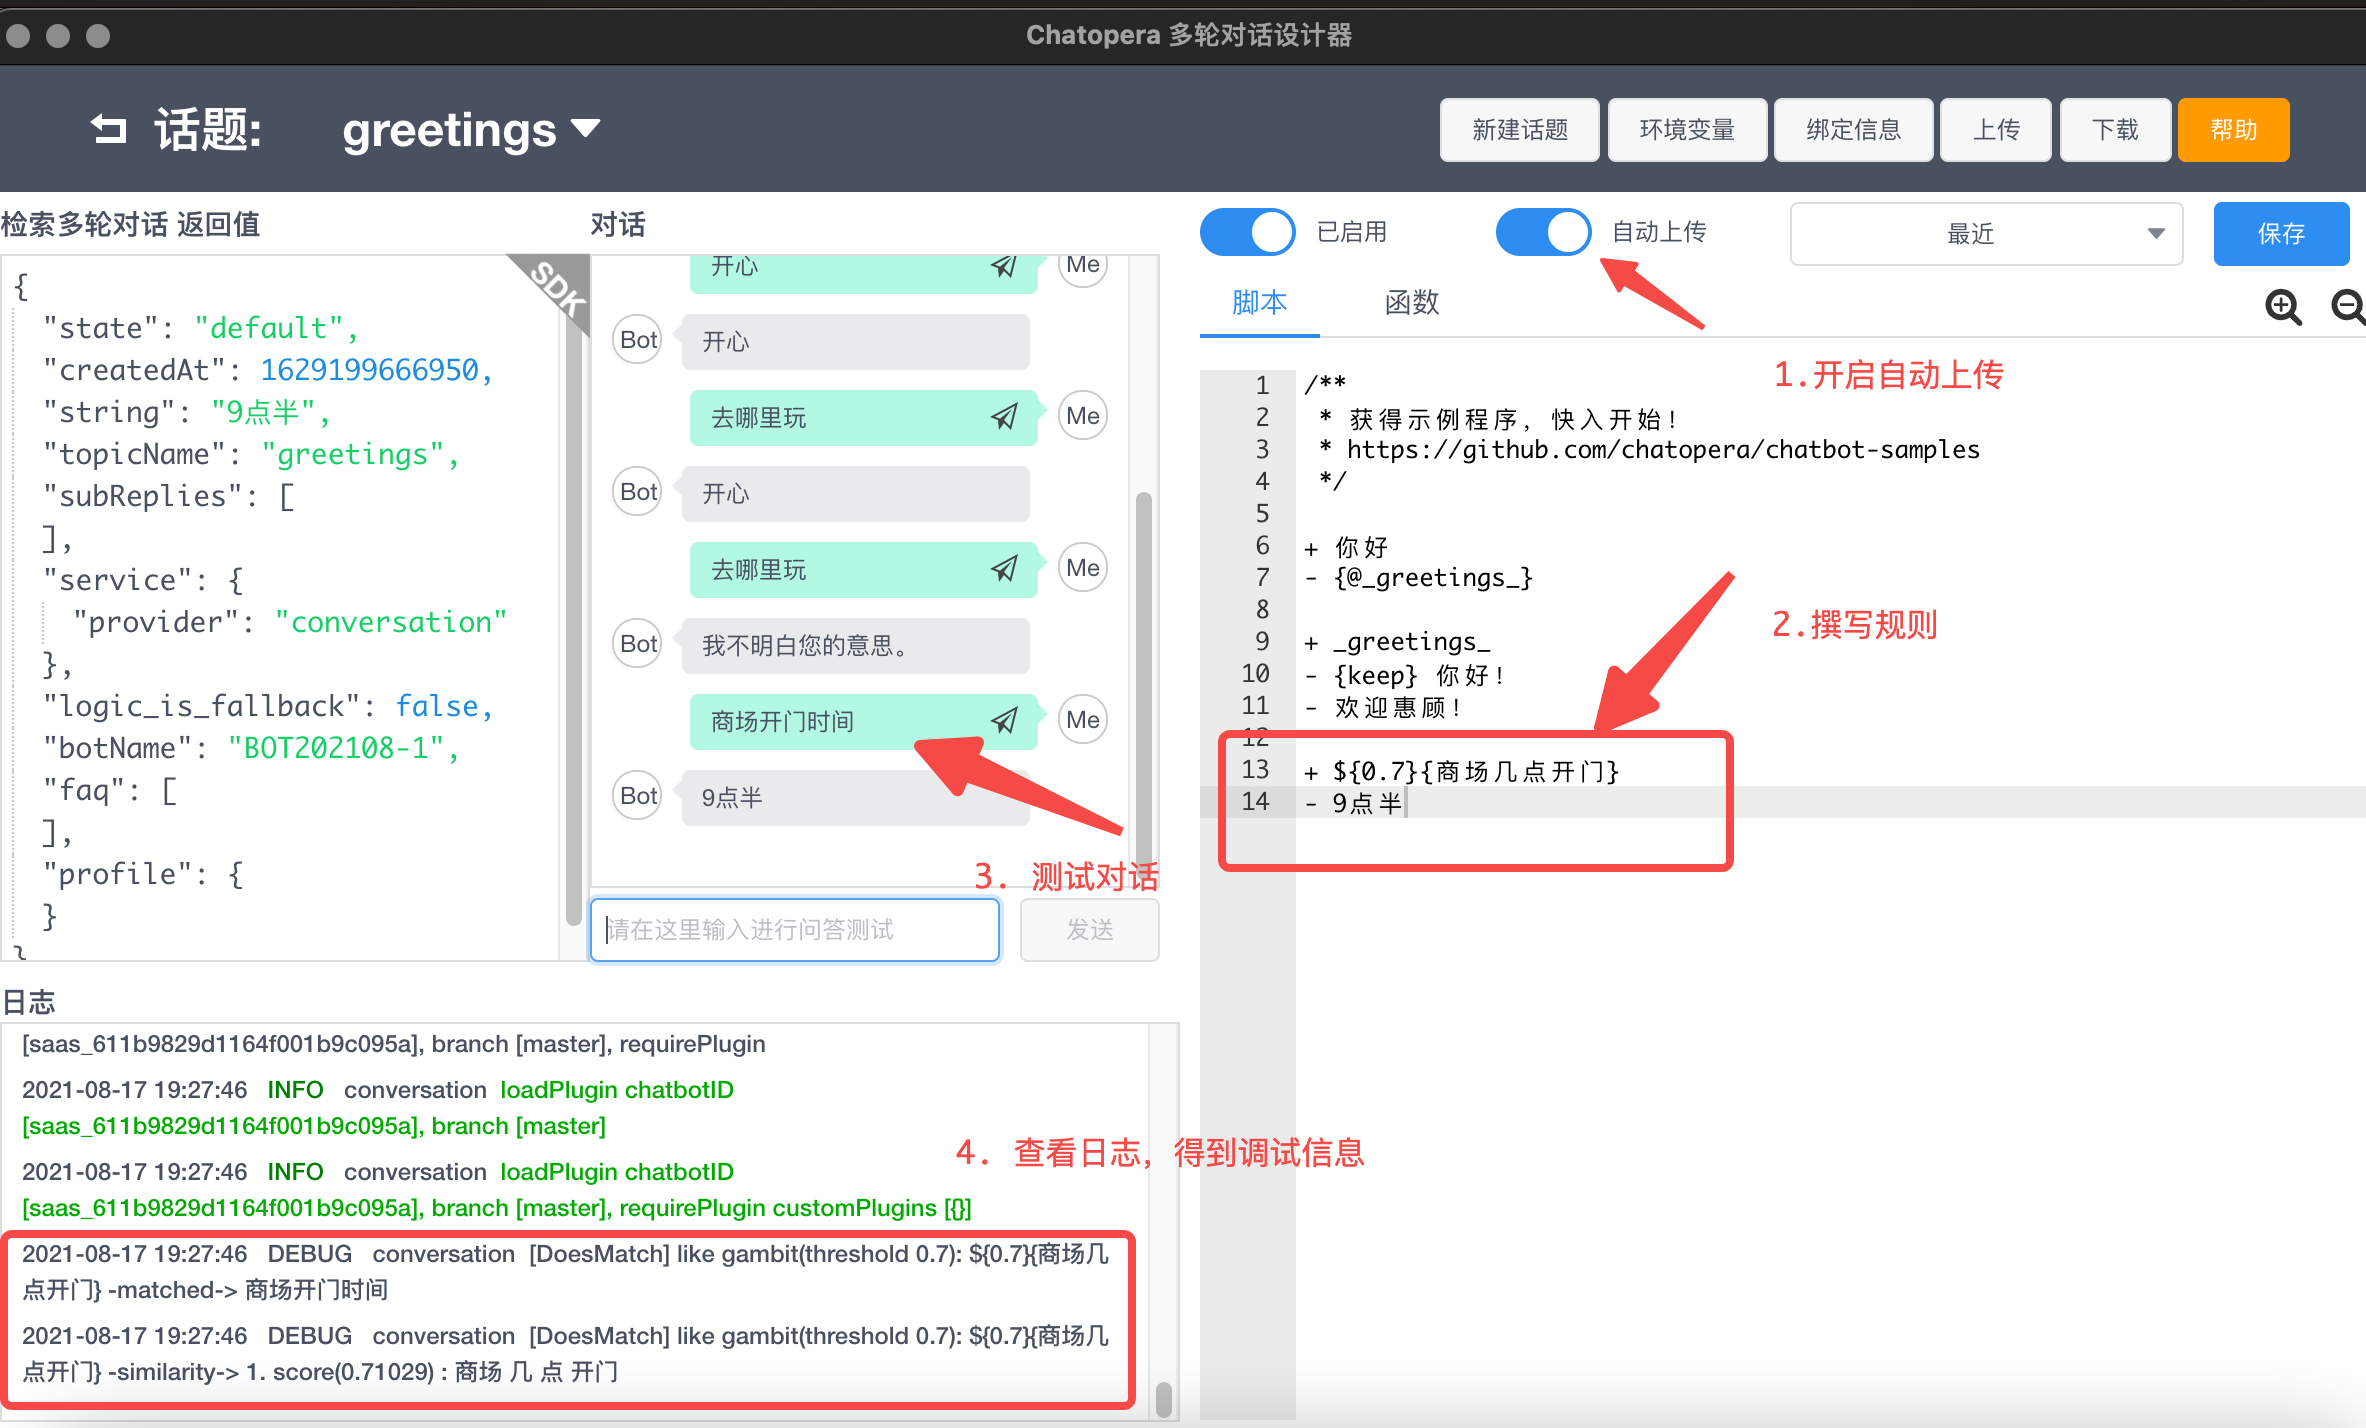 Chatopera 多轮对话设计器
话题: greetings
新建话题 环境变量 绑定信息 上传 下载 帮助
检索多轮对话 返回值
SDK
{
"state": "default",
"createdAt": 1629199666950,
"string": "9点半",
"topicName": "greetings",
"subReplies": [
],
"service": {
"provider": "conversation"
},
"logic_is_fallback": false,
"botName": "BOT202108-1",
"faq": [
],
"profile": {
}
}
对话
开心 Me
Bot 开心
去哪里玩 Me
Bot 开心
去哪里玩 Me
Bot 我不明白您的意思。
商场开门时间 Me
Bot 9点半
3. 测试对话
请在这里输入进行问答测试 发送
已启用 自动上传 最近 保存
脚本 函数
1.开启自动上传
1 /**
2 * 获得示例程序，快入开始！
3 * https://github.com/chatopera/chatbot-samples
4 */
5
6 + 你好
7 - {@_greetings_}
8
9 + _greetings_
10 - {keep} 你好！
11 - 欢迎惠顾！
12
13 + ${0.7}{商场几点开门}
14 - 9点半
2.撰写规则
日志
[saas_611b9829d1164f001b9c095a], branch [master], requirePlugin
2021-08-17 19:27:46 INFO conversation loadPlugin chatbotID
[saas_611b9829d1164f001b9c095a], branch [master]
2021-08-17 19:27:46 INFO conversation loadPlugin chatbotID
[saas_611b9829d1164f001b9c095a], branch [master], requirePlugin customPlugins [{}]
2021-08-17 19:27:46 DEBUG conversation [DoesMatch] like gambit(threshold 0.7): ${0.7}{商场几
点开门} -matched-> 商场开门时间
2021-08-17 19:27:46 DEBUG conversation [DoesMatch] like gambit(threshold 0.7): ${0.7}{商场几
点开门} -similarity-> 1. score(0.71029) : 商场 几 点 开门
4. 查看日志，得到调试信息